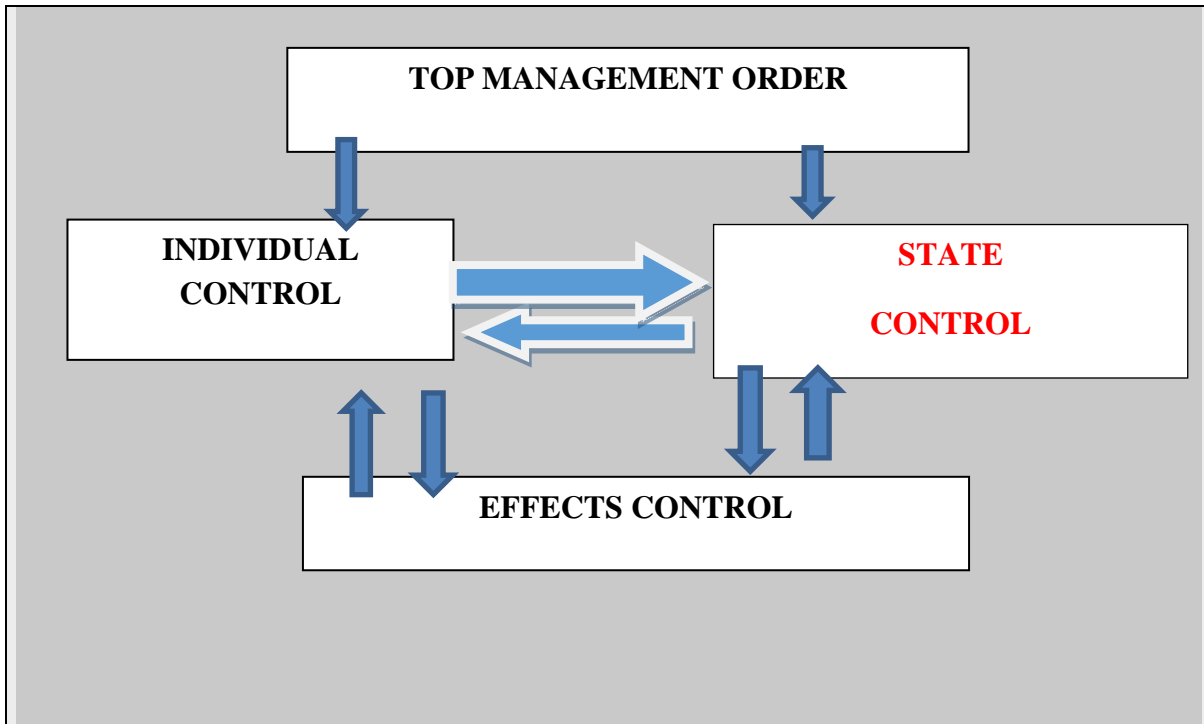 TOP MANAGEMENT ORDER
INDIVIDUAL
CONTROL
STATE
CONTROL
EFFECTS CONTROL